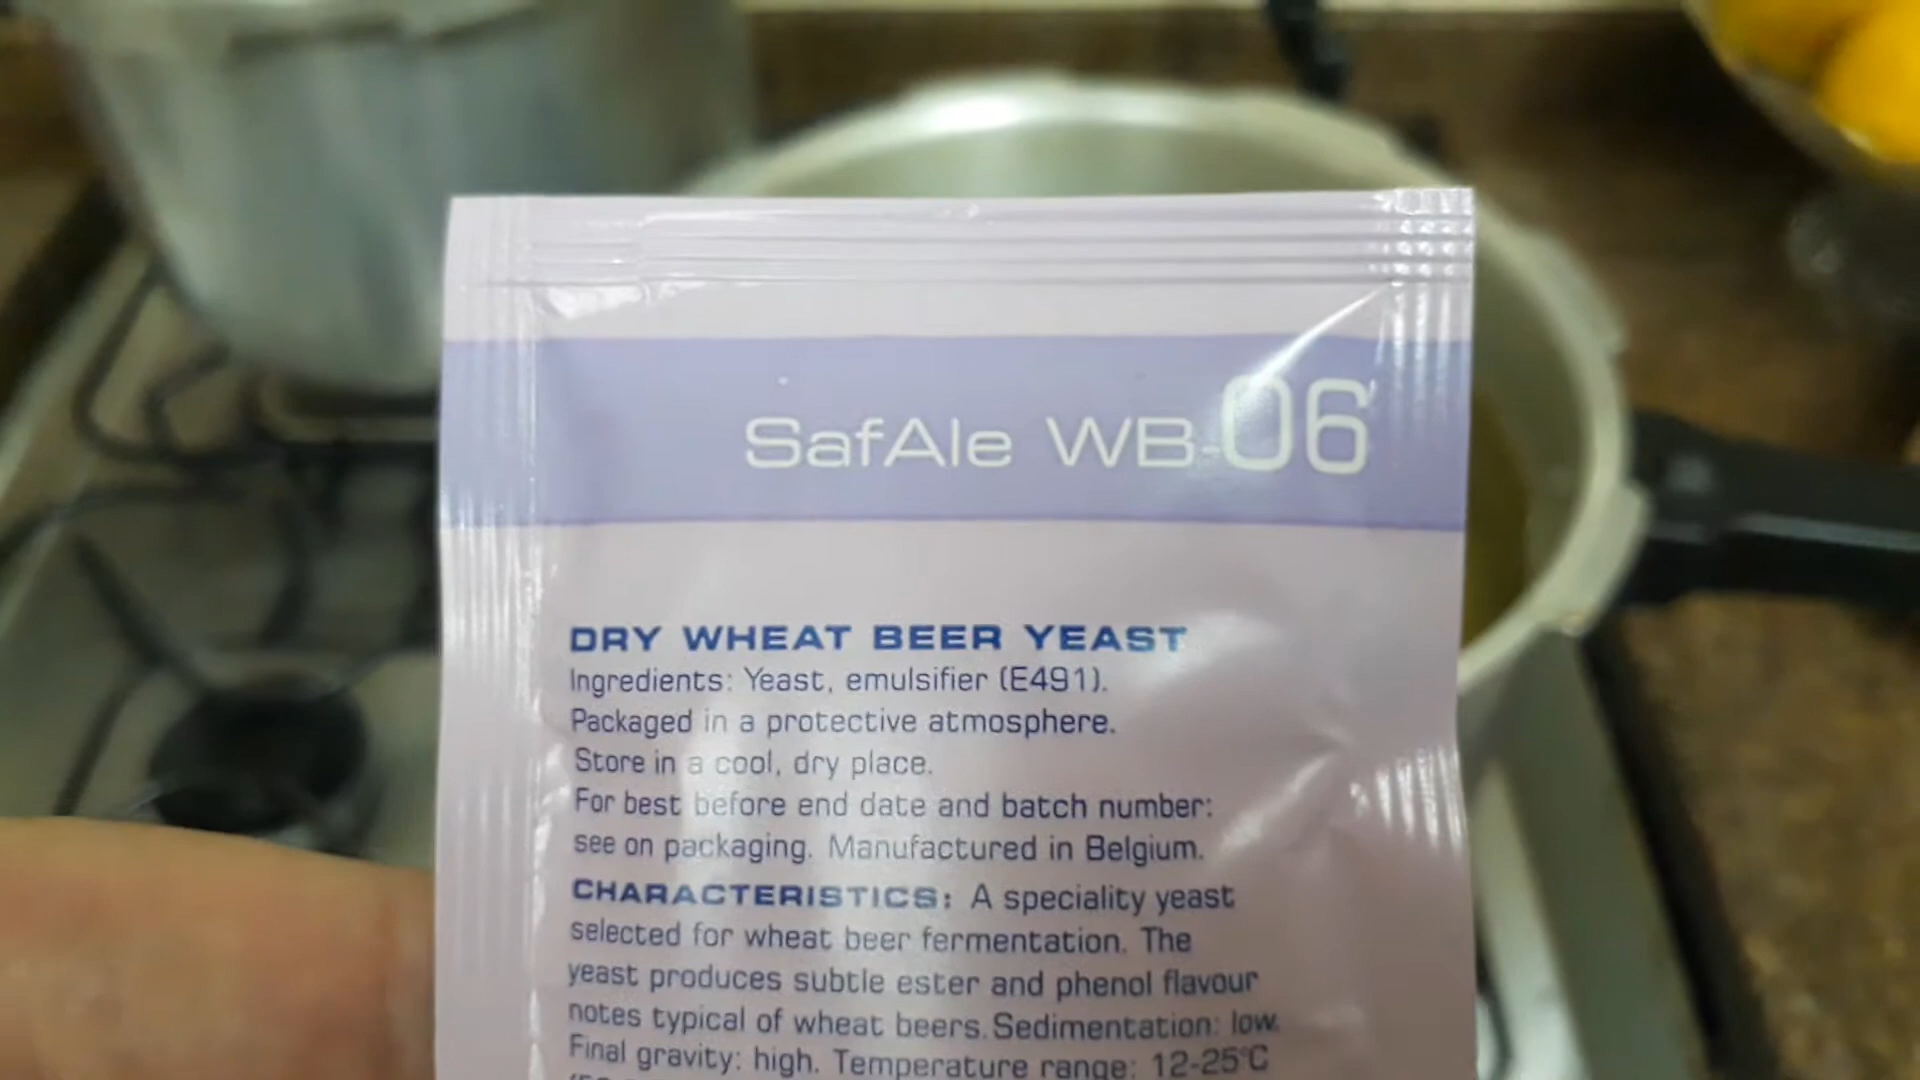 SafAle WB-06
DRY WHEAT BEER YEAST
Ingredients: Yeast, emulsifier (E491).
Packaged in a protective atmosphere.
Store in a cool, dry place.
For best before end date and batch number:
see on packaging. Manufactured in Belgium.
CHARACTERISTICS: A speciality yeast
selected for wheat beer fermentation. The
yeast produces subtle ester and phenol flavour
notes typical of wheat beers. Sedimentation: low.
Final gravity: high. Temperature range: 12-25°C